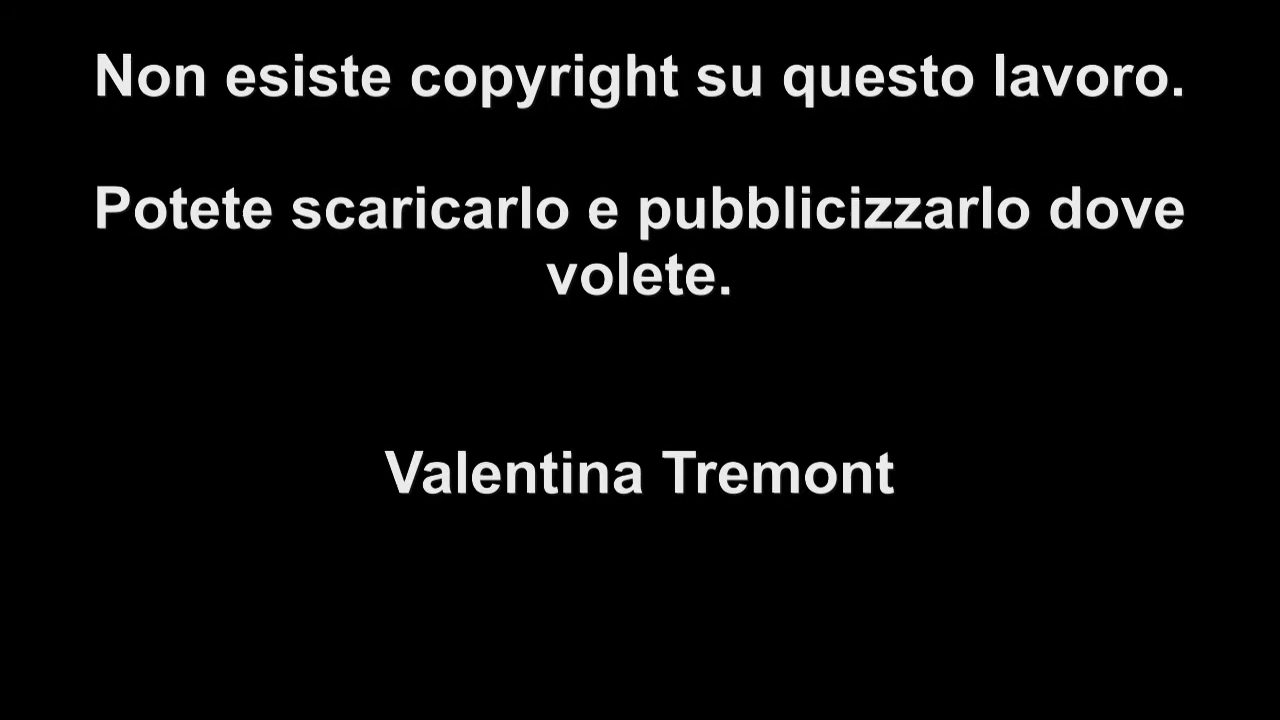 Non esiste copyright su questo lavoro.
Potete scaricarlo e pubblicizzarlo dove
volete.
Valentina Tremont